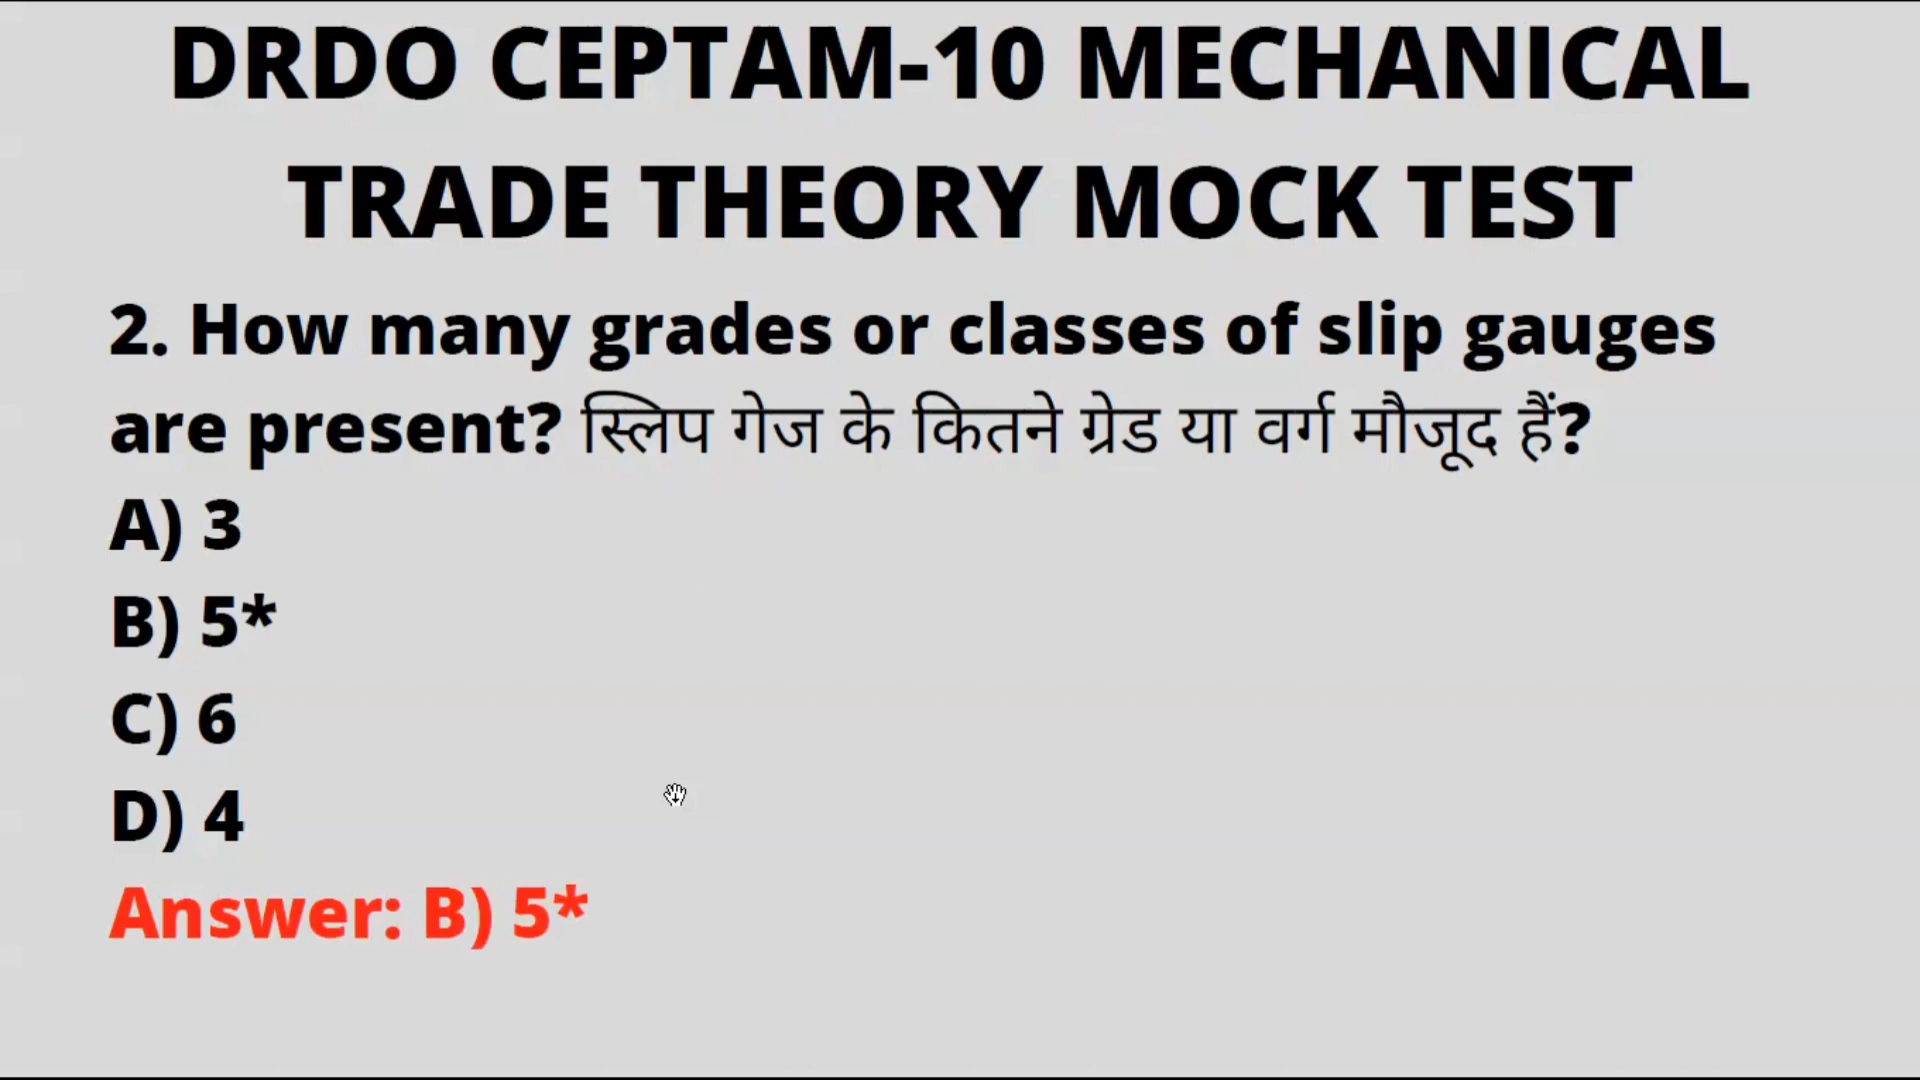 DRDO CEPTAM-10 MECHANICAL
TRADE THEORY MOCK TEST
2. How many grades or classes of slip gauges
are present? स्लिप गेज के कितने ग्रेड या वर्ग मौजूद हैं?
A) 3
B) 5*
C) 6
D) 4
Answer: B) 5*